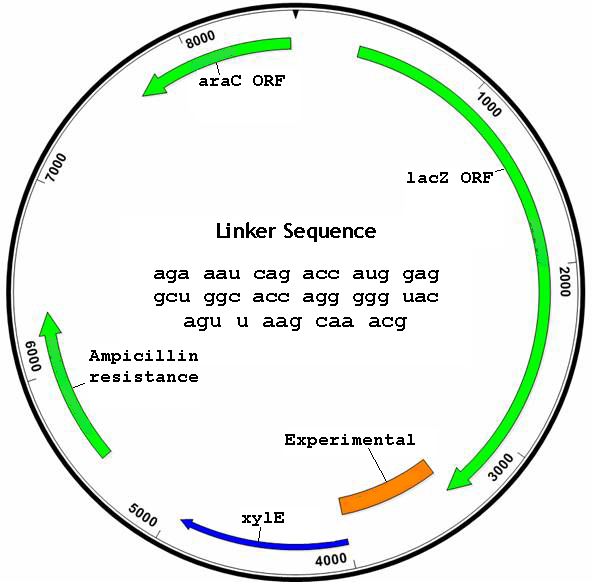 8000
araC ORF
1000
7000
lacZ ORF
Linker Sequence
aga aau cag acc aug gag
gcu ggc acc agg ggg uac
agu u aag caa acg
2000
6000
Ampicillin
resistance
Experimental
3000
5000
xylE
4000